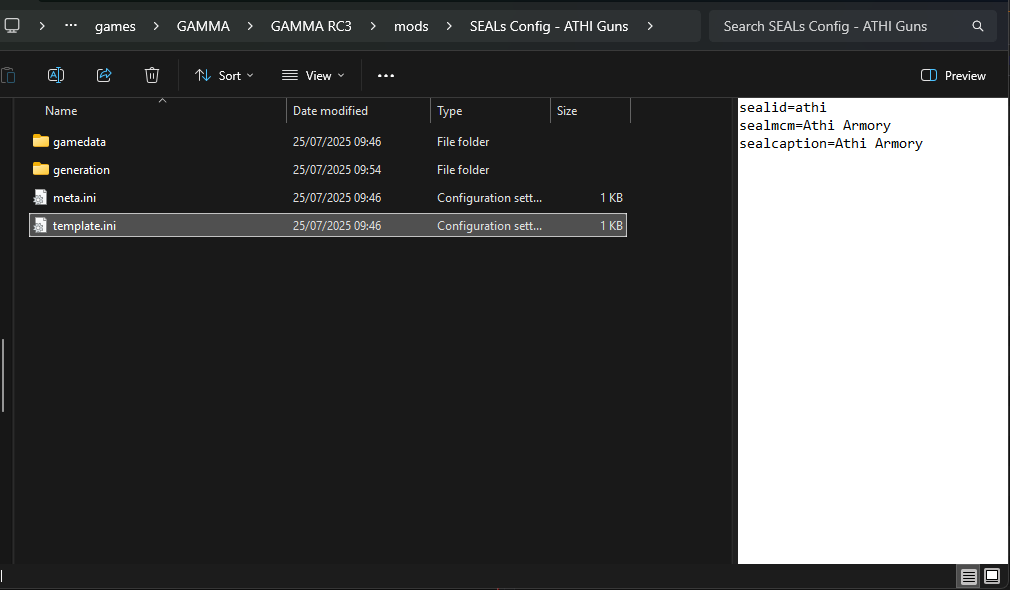 games
GAMMA
GAMMA RC3
mods
SEALs Config - ATHI Guns
Search SEALs Config - ATHI Guns
Sort
View
Preview
Name Date modified Type Size
gamedata 25/07/2025 09:46 File folder
generation 25/07/2025 09:54 File folder
meta.ini 25/07/2025 09:46 Configuration sett... 1 KB
template.ini 25/07/2025 09:46 Configuration sett... 1 KB
sealid=athi
sealmcm=Athi Armory
sealcaption=Athi Armory